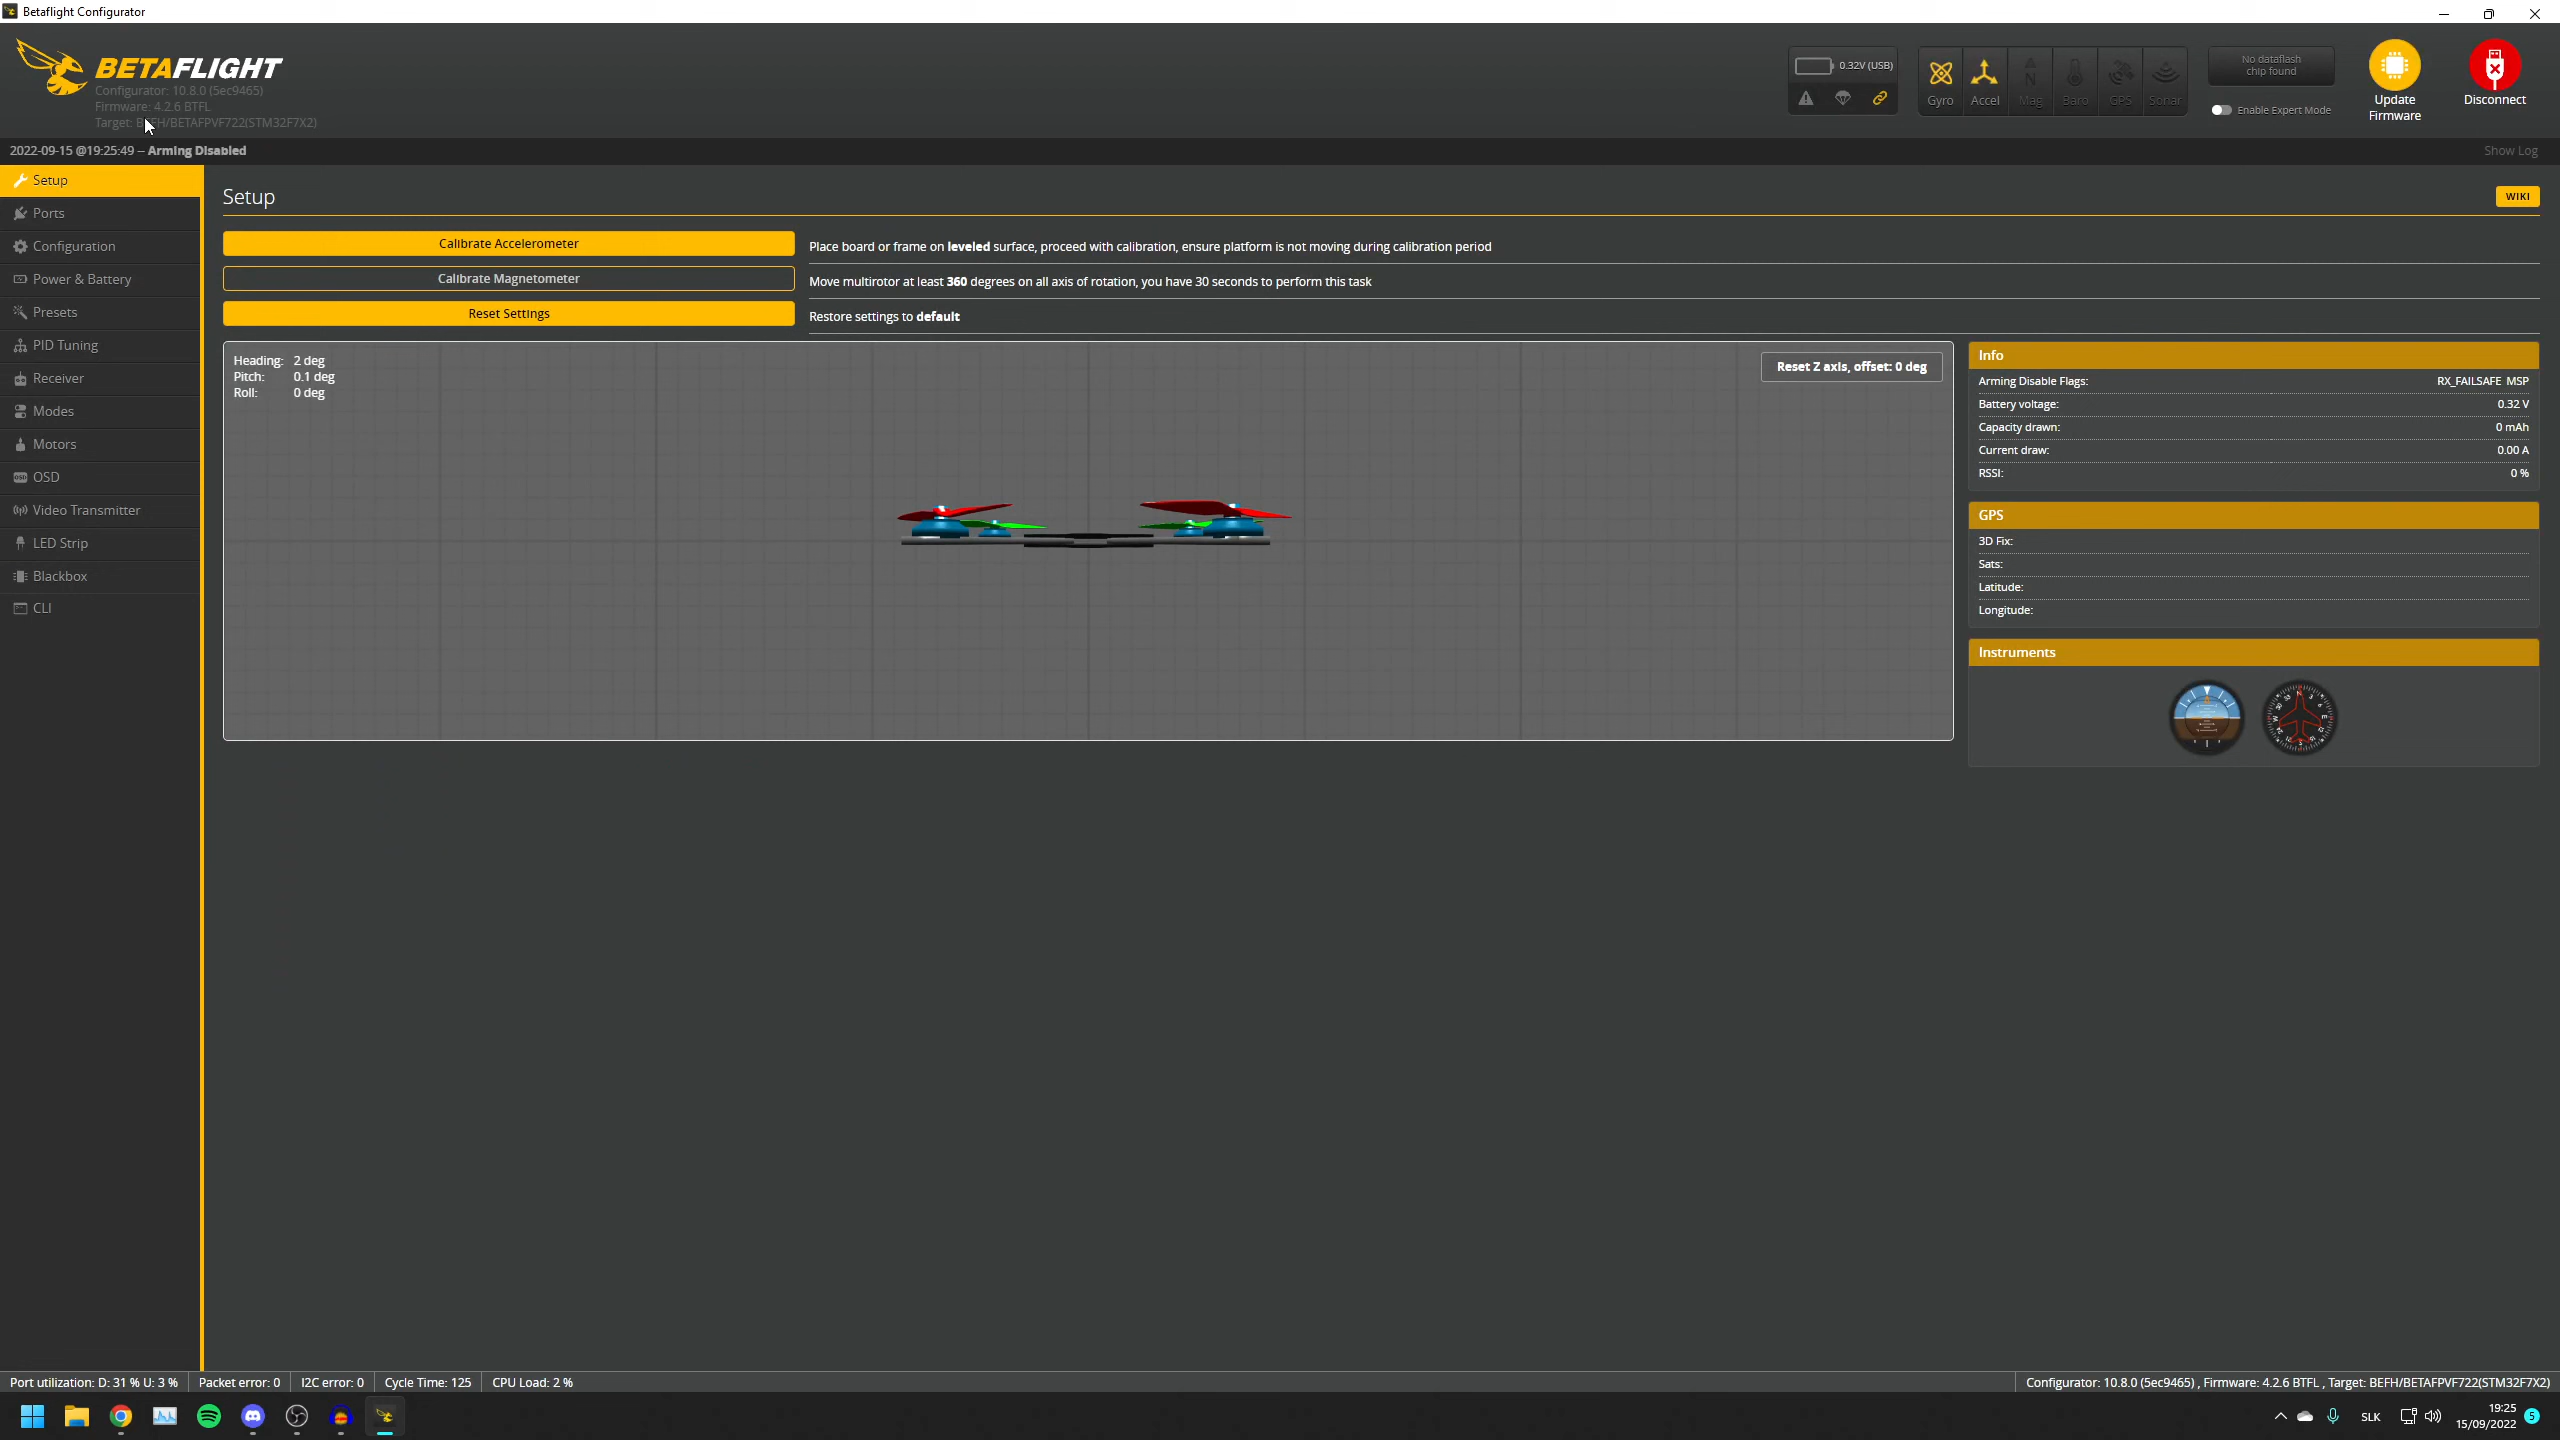 Betaflight Configurator
BETAFLIGHT
Configurator: 10.8.0 (5ec9465)
Firmware: 4.2.6 BTFL
Target: BEFH/BETAFPVF722(STM32F7X2)
0.32V (USB)
Gyro
Accel
Mag
Baro
GPS
Sonar
No dataflash
chip found
Enable Expert Mode
Update
Firmware
Disconnect
2022-09-15 @19:25:49 -- Arming Disabled
Show Log
Setup
Ports
Configuration
Power & Battery
Presets
PID Tuning
Receiver
Modes
Motors
OSD
Video Transmitter
LED Strip
Blackbox
CLI
Setup
WIKI
Calibrate Accelerometer
Place board or frame on leveled surface, proceed with calibration, ensure platform is not moving during calibration period
Calibrate Magnetometer
Move multirotor at least 360 degrees on all axis of rotation, you have 30 seconds to perform this task
Reset Settings
Restore settings to default
Heading: 2 deg
Pitch: 0.1 deg
Roll: 0 deg
Reset Z axis, offset: 0 deg
Info
Arming Disable Flags: RX_FAILSAFE MSP
Battery voltage: 0.32 V
Capacity drawn: 0 mAh
Current draw: 0.00 A
RSSI: 0 %
GPS
3D Fix:
Sats:
Latitude:
Longitude:
Instruments
Port utilization: D: 31 % U: 3 %
Packet error: 0
I2C error: 0
Cycle Time: 125
CPU Load: 2 %
Configurator: 10.8.0 (5ec9465) , Firmware: 4.2.6 BTFL , Target: BEFH/BETAFPVF722(STM32F7X2)
SLK
19:25
15/09/2022
5